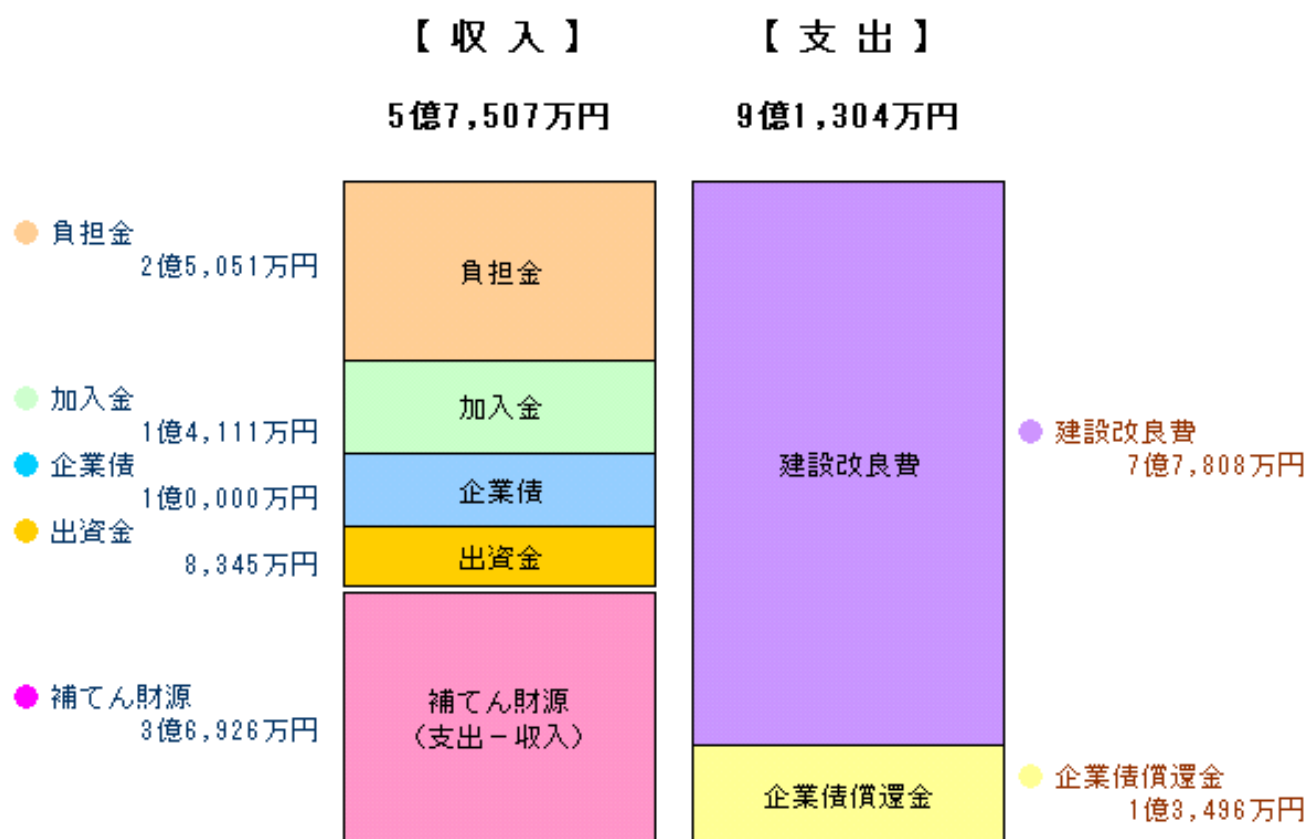 【 収 入 】
【 支 出 】
5億7,507万円
9億1,304万円
負担金
2億5,051万円
加入金
1億4,111万円
企業債
1億0,000万円
出資金
8,345万円
補てん財源
3億6,926万円
負担金
加入金
企業債
出資金
補てん財源
（支出－収入）
建設改良費
企業債償還金
建設改良費
7億7,808万円
企業債償還金
1億3,496万円